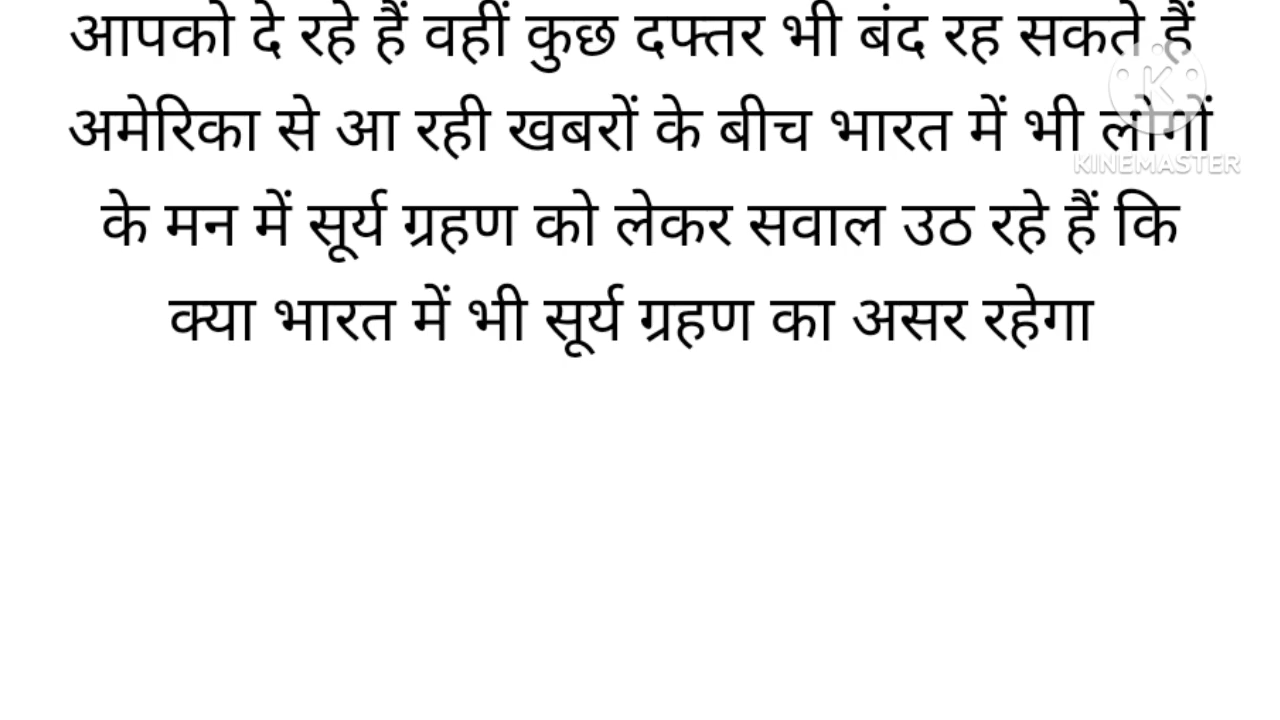 आपको दे रहे हैं वहीं कुछ दफ्तर भी बंद रह सकते हैं
अमेरिका से आ रही खबरों के बीच भारत में भी लोगों
KINEMASTER
के मन में सूर्य ग्रहण को लेकर सवाल उठ रहे हैं कि
क्या भारत में भी सूर्य ग्रहण का असर रहेगा